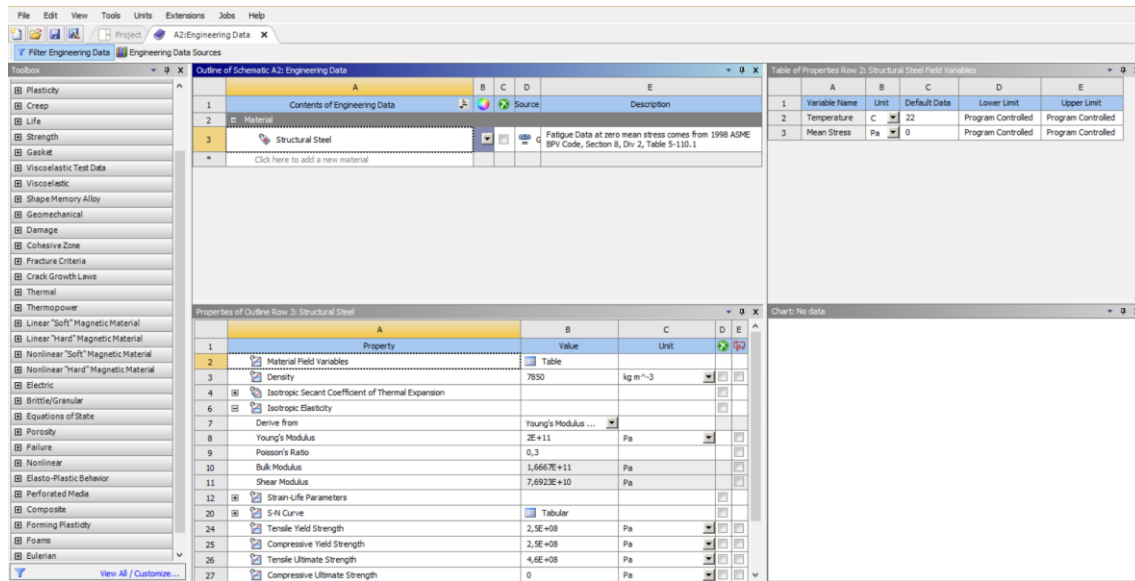 File Edit View Tools Units Extensions Jobs Help
Project A2:Engineering Data X
Filter Engineering Data Engineering Data Sources
Toolbox
Plasticity
Creep
Life
Strength
Gasket
Viscoelastic Test Data
Viscoelastic
Shape Memory Alloy
Geomechanical
Damage
Cohesive Zone
Fracture Criteria
Crack Growth Laws
Thermal
Thermopower
Linear "Soft" Magnetic Material
Linear "Hard" Magnetic Material
Nonlinear "Soft" Magnetic Material
Nonlinear "Hard" Magnetic Material
Electric
Brittle/Granular
Equations of State
Porosity
Failure
Nonlinear
Elasto-Plastic Behavior
Perforated Media
Composite
Forming Plasticity
Foams
Eulerian
View All / Customize...
Outline of Schematic A2: Engineering Data
A B C D E
1 Contents of Engineering Data Source Description
2 Material
3 Structural Steel Fatigue Data at zero mean stress comes from 1998 ASME
BPV Code, Section 8, Div 2, Table 5-110.1
* Click here to add a new material
Properties of Outline Row 3: Structural Steel
A B C D E
1 Property Value Unit
2 Material Field Variables Table
3 Density 7850 kg m^-3
4 Isotropic Secant Coefficient of Thermal Expansion
6 Isotropic Elasticity
7 Derive from Young's Modulus ...
8 Young's Modulus 2E+11 Pa
9 Poisson's Ratio 0,3
10 Bulk Modulus 1,6667E+11 Pa
11 Shear Modulus 7,6923E+10 Pa
12 Strain-Life Parameters
20 S-N Curve Tabular
24 Tensile Yield Strength 2,5E+08 Pa
25 Compressive Yield Strength 2,5E+08 Pa
26 Tensile Ultimate Strength 4,6E+08 Pa
27 Compressive Ultimate Strength 0 Pa
Table of Properties Row 2: Structural Steel Field Variables
A B C D E
1 Variable Name Unit Default Data Lower Limit Upper Limit
2 Temperature C 22 Program Controlled Program Controlled
3 Mean Stress Pa 0 Program Controlled Program Controlled
Chart: No data